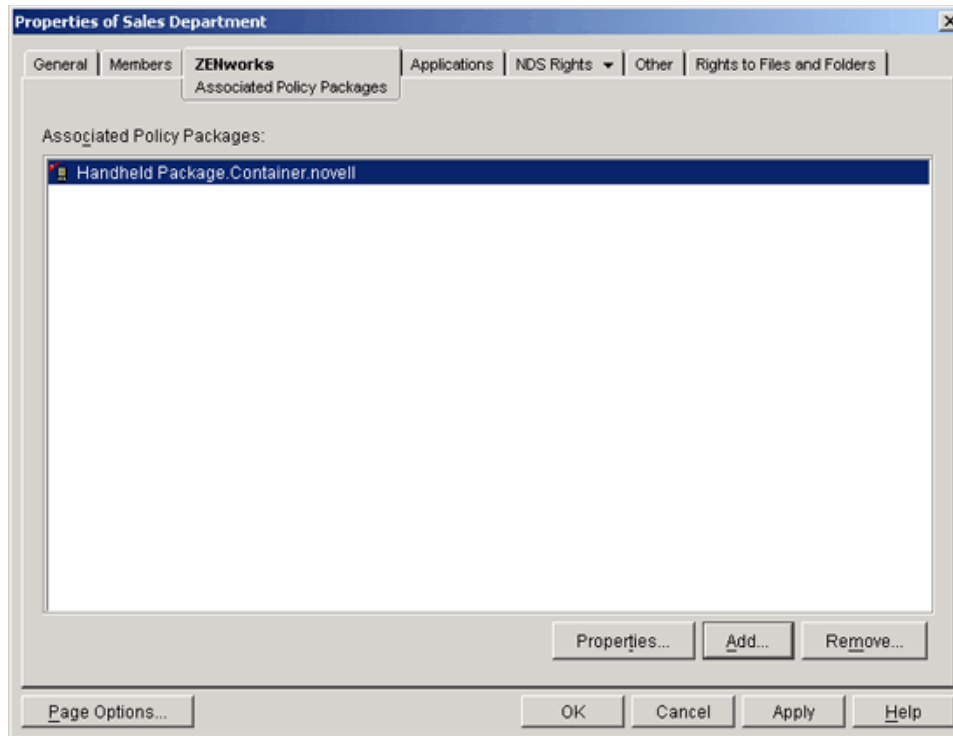 Properties of Sales Department
General Members ZENworks Applications NDS Rights Other Rights to Files and Folders
Associated Policy Packages
Associated Policy Packages:
Handheld Package.Container.novell
Properties... Add... Remove...
Page Options... OK Cancel Apply Help